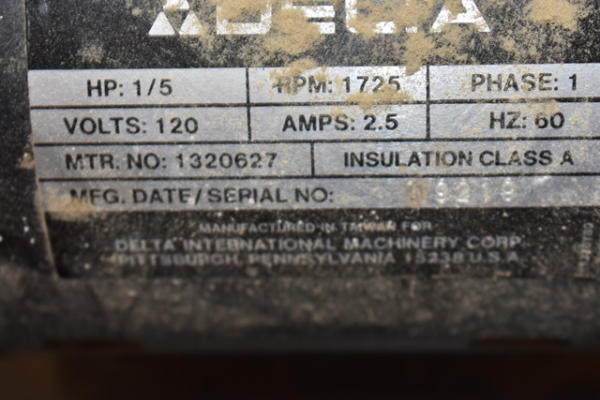 DELTA
HP: 1/5 RPM: 1725 PHASE: 1
VOLTS: 120 AMPS: 2.5 HZ: 60
MTR. NO: 1320627 INSULATION CLASS A
MFG. DATE/SERIAL NO:
MANUFACTURED IN TAIWAN FOR
DELTA INTERNATIONAL MACHINERY CORP.
PITTSBURGH, PENNSYLVANIA 15238 U.S.A.